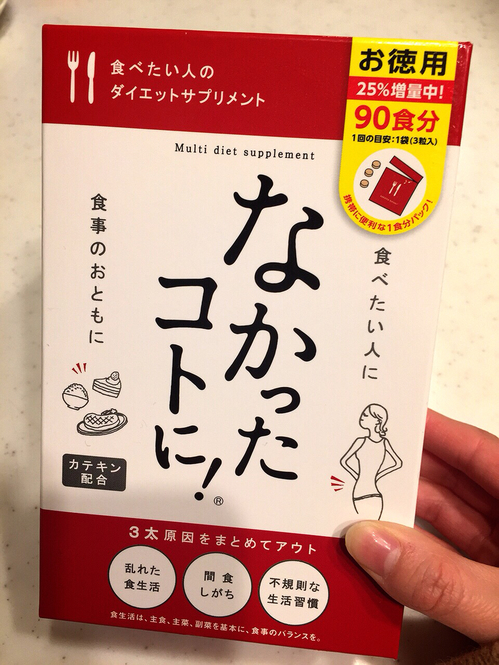 食べたい人の
ダイエットサプリメント
お徳用
25%増量中!
90食分
1回の目安:1袋(3粒入)
携帯に便利な1食分パック!
Multi diet supplement
食べたい人に
なかった
コトに!®
食事のおともに
カテキン
配合
3太原因をまとめてアウト
乱れた
食生活
間食
しがち
不規則な
生活習慣
食生活は、主食、主菜、副菜を基本に、食事のバランスを。